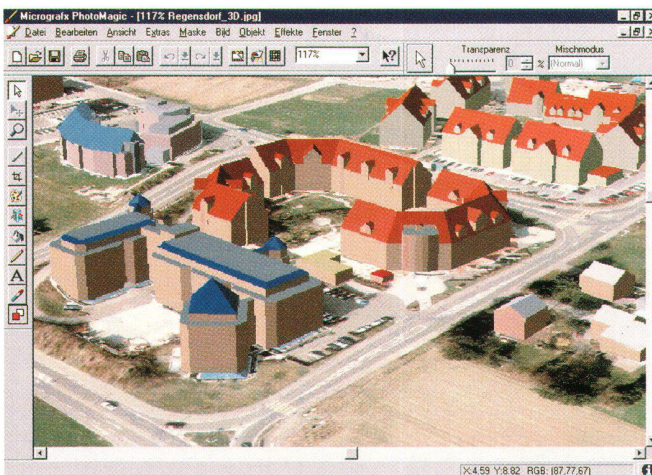 Micrografx PhotoMagic - [117% Regensdorf_3D.jpg]
Datei Bearbeiten Ansicht Extras Maske Bild Objekt Effekte Fenster ?
117%
Transparenz
0 %
Mischmodus
(Normal)
A
X:4.59 Y:8.82 RGB: (87,77,67)